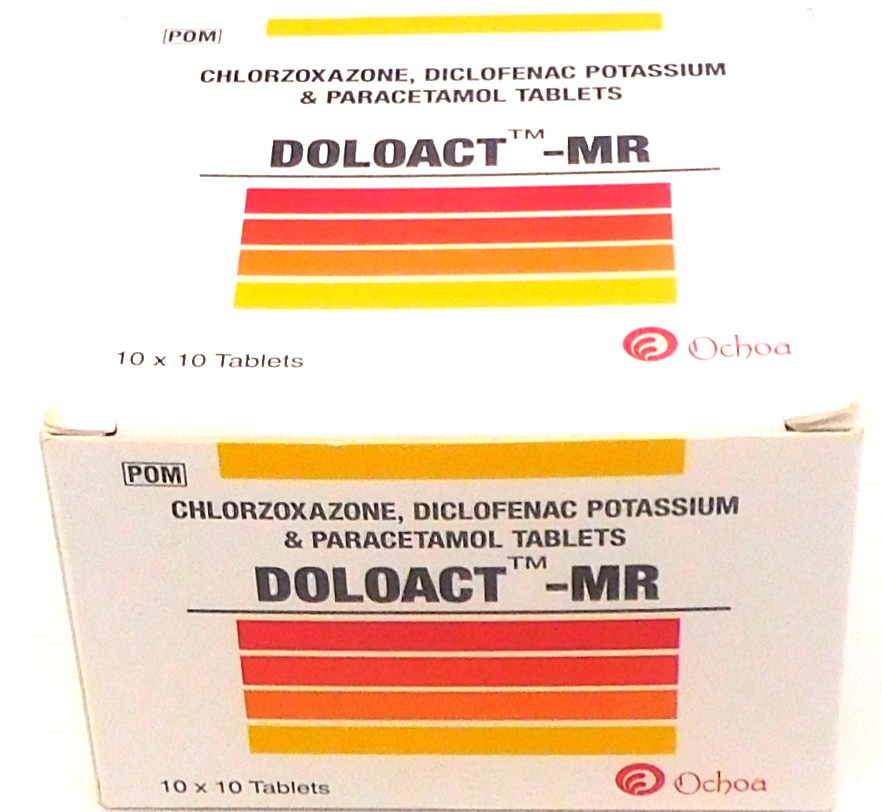 POM
CHLORZOXAZONE, DICLOFENAC POTASSIUM
& PARACETAMOL TABLETS
DOLOACT™-MR
10 x 10 Tablets
Ochoa
POM
CHLORZOXAZONE, DICLOFENAC POTASSIUM
& PARACETAMOL TABLETS
DOLOACT™-MR
10 x 10 Tablets
Ochoa